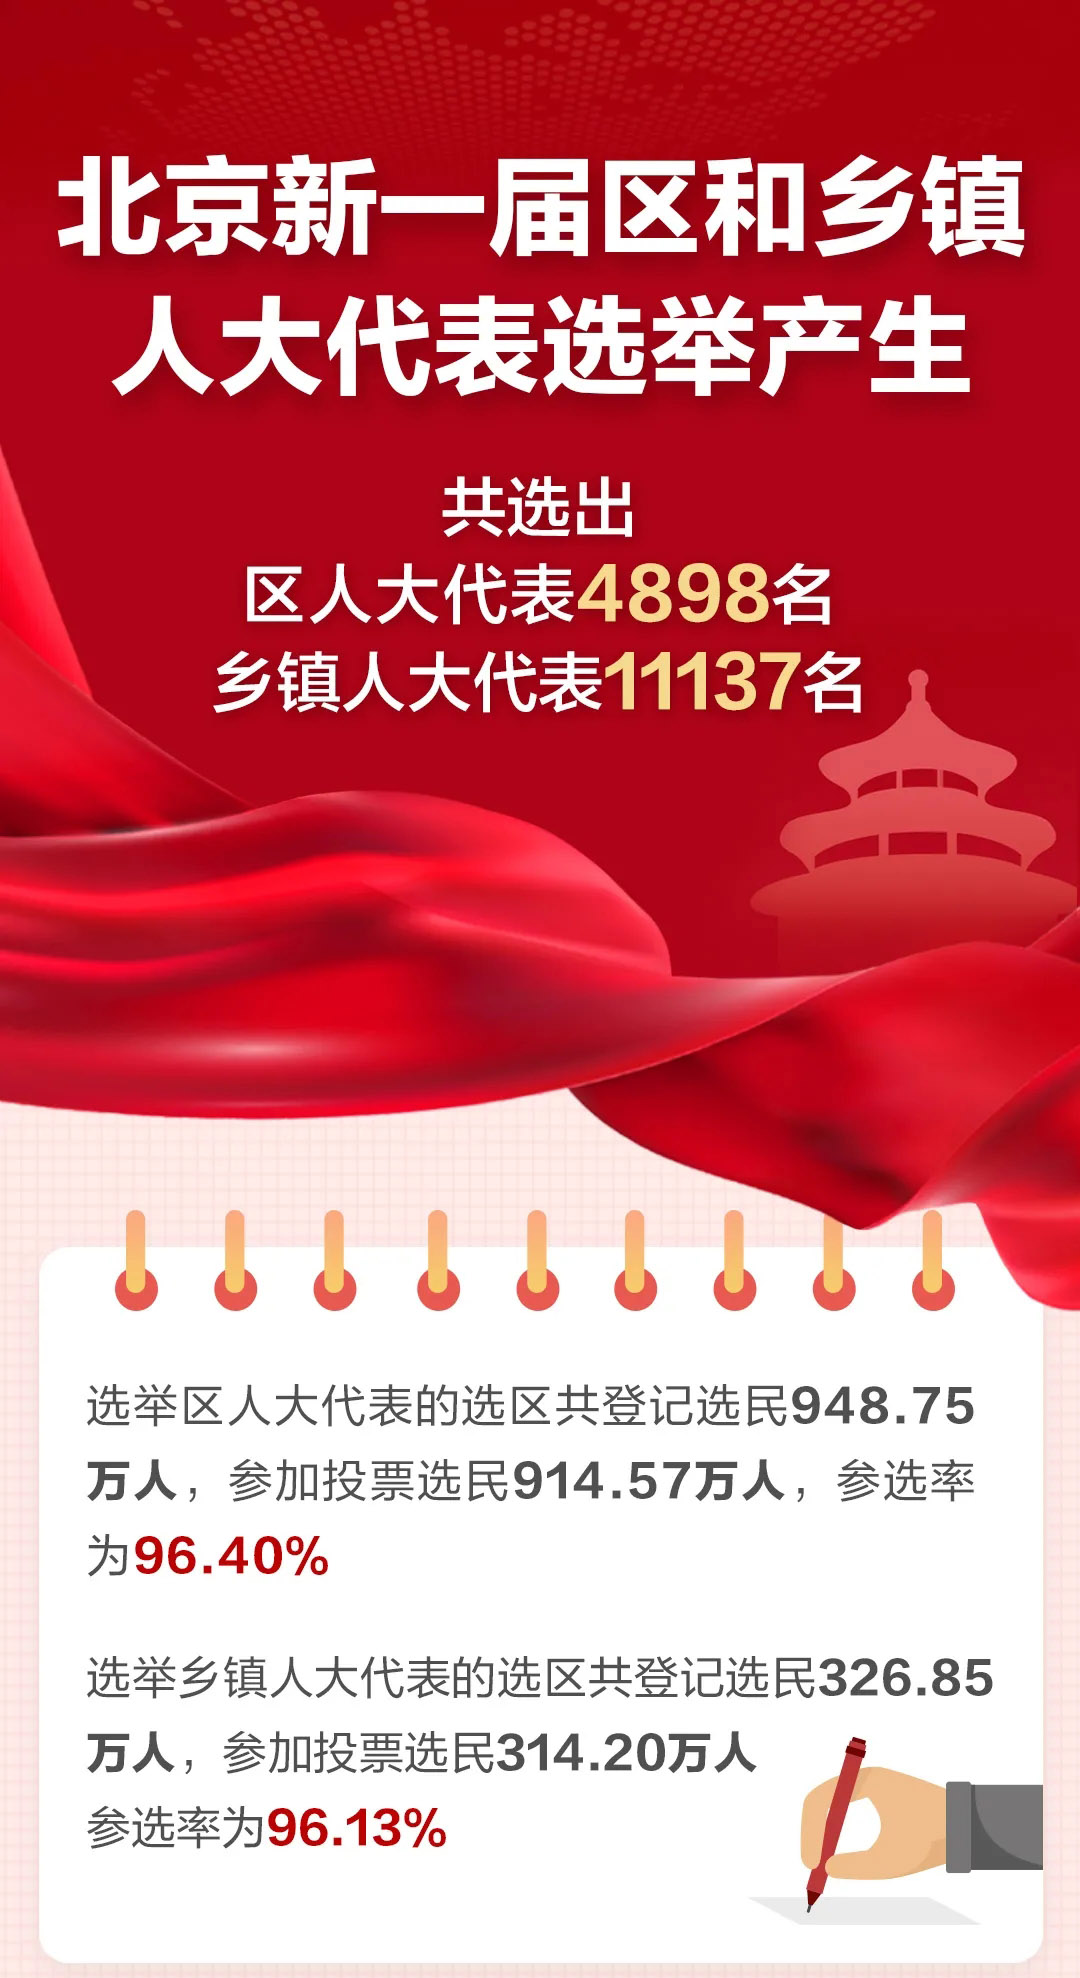 北京新一届区和乡镇
人大代表选举产生
共选出
区人大代表4898名
乡镇人大代表11137名
选举区人大代表的选区共登记选民948.75
万人，参加投票选民914.57万人，参选率
为96.40%
选举乡镇人大代表的选区共登记选民326.85
万人，参加投票选民314.20万人
参选率为96.13%